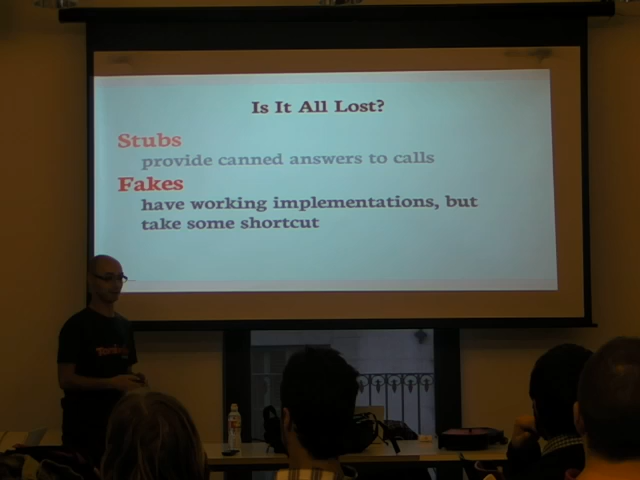 Is It All Lost?
Stubs
provide canned answers to calls
Fakes
have working implementations, but
take some shortcut